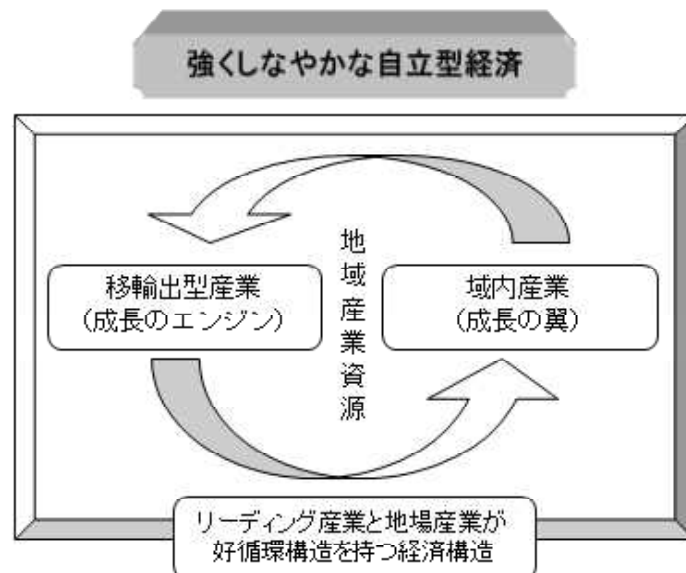 強くしなやかな自立型経済
移輸出型産業
(成長のエンジン)
地域産業資源
域内産業
(成長の翼)
リーディング産業と地場産業が
好循環構造を持つ経済構造